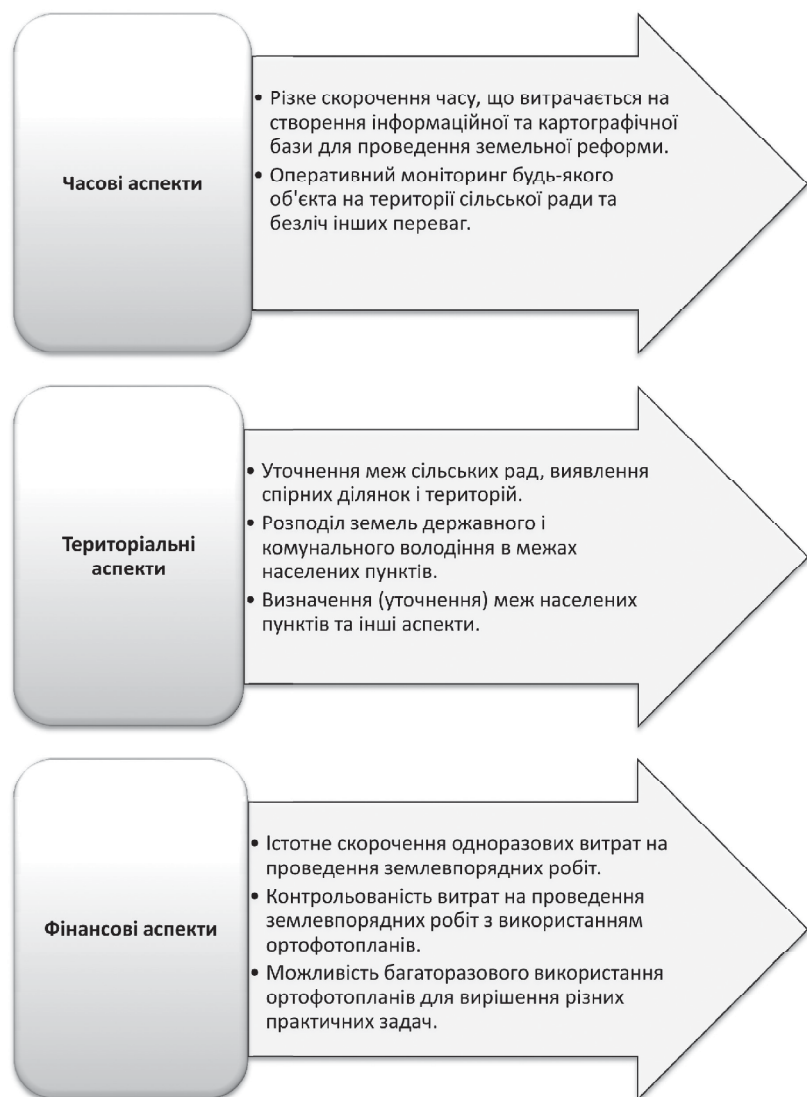 Часові аспекти
• Різке скорочення часу, що витрачається на
створення інформаційної та картографічної
бази для проведення земельної реформи.
• Оперативний моніторинг будь-якого
об'єкта на території сільської ради та
безліч інших переваг.
Територіальні
аспекти
• Уточнення меж сільських рад, виявлення
спірних ділянок і територій.
• Розподіл земель державного і
комунального володіння в межах
населених пунктів.
• Визначення (уточнення) меж населених
пунктів та інші аспекти.
Фінансові аспекти
• Істотне скорочення одноразових витрат на
проведення землевпорядних робіт.
• Контрольованість витрат на проведення
землевпорядних робіт з використанням
ортофотопланів.
• Можливість багаторазового використання
ортофотопланів для вирішення різних
практичних задач.